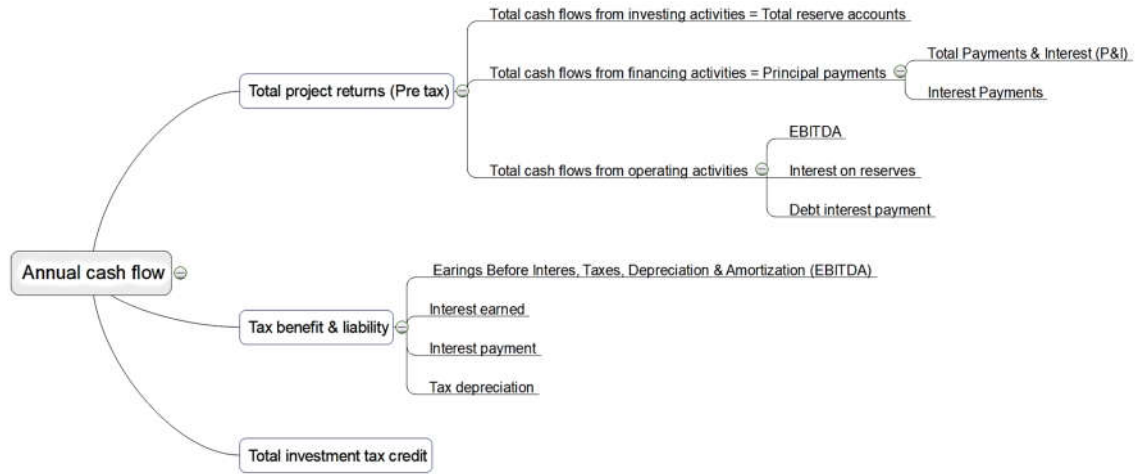 Annual cash flow
Total project returns (Pre tax)
Total cash flows from investing activities = Total reserve accounts
Total cash flows from financing activities = Principal payments
Total Payments & Interest (P&I)
Interest Payments
Total cash flows from operating activities
EBITDA
Interest on reserves
Debt interest payment
Tax benefit & liability
Earings Before Interes, Taxes, Depreciation & Amortization (EBITDA)
Interest earned
Interest payment
Tax depreciation
Total investment tax credit